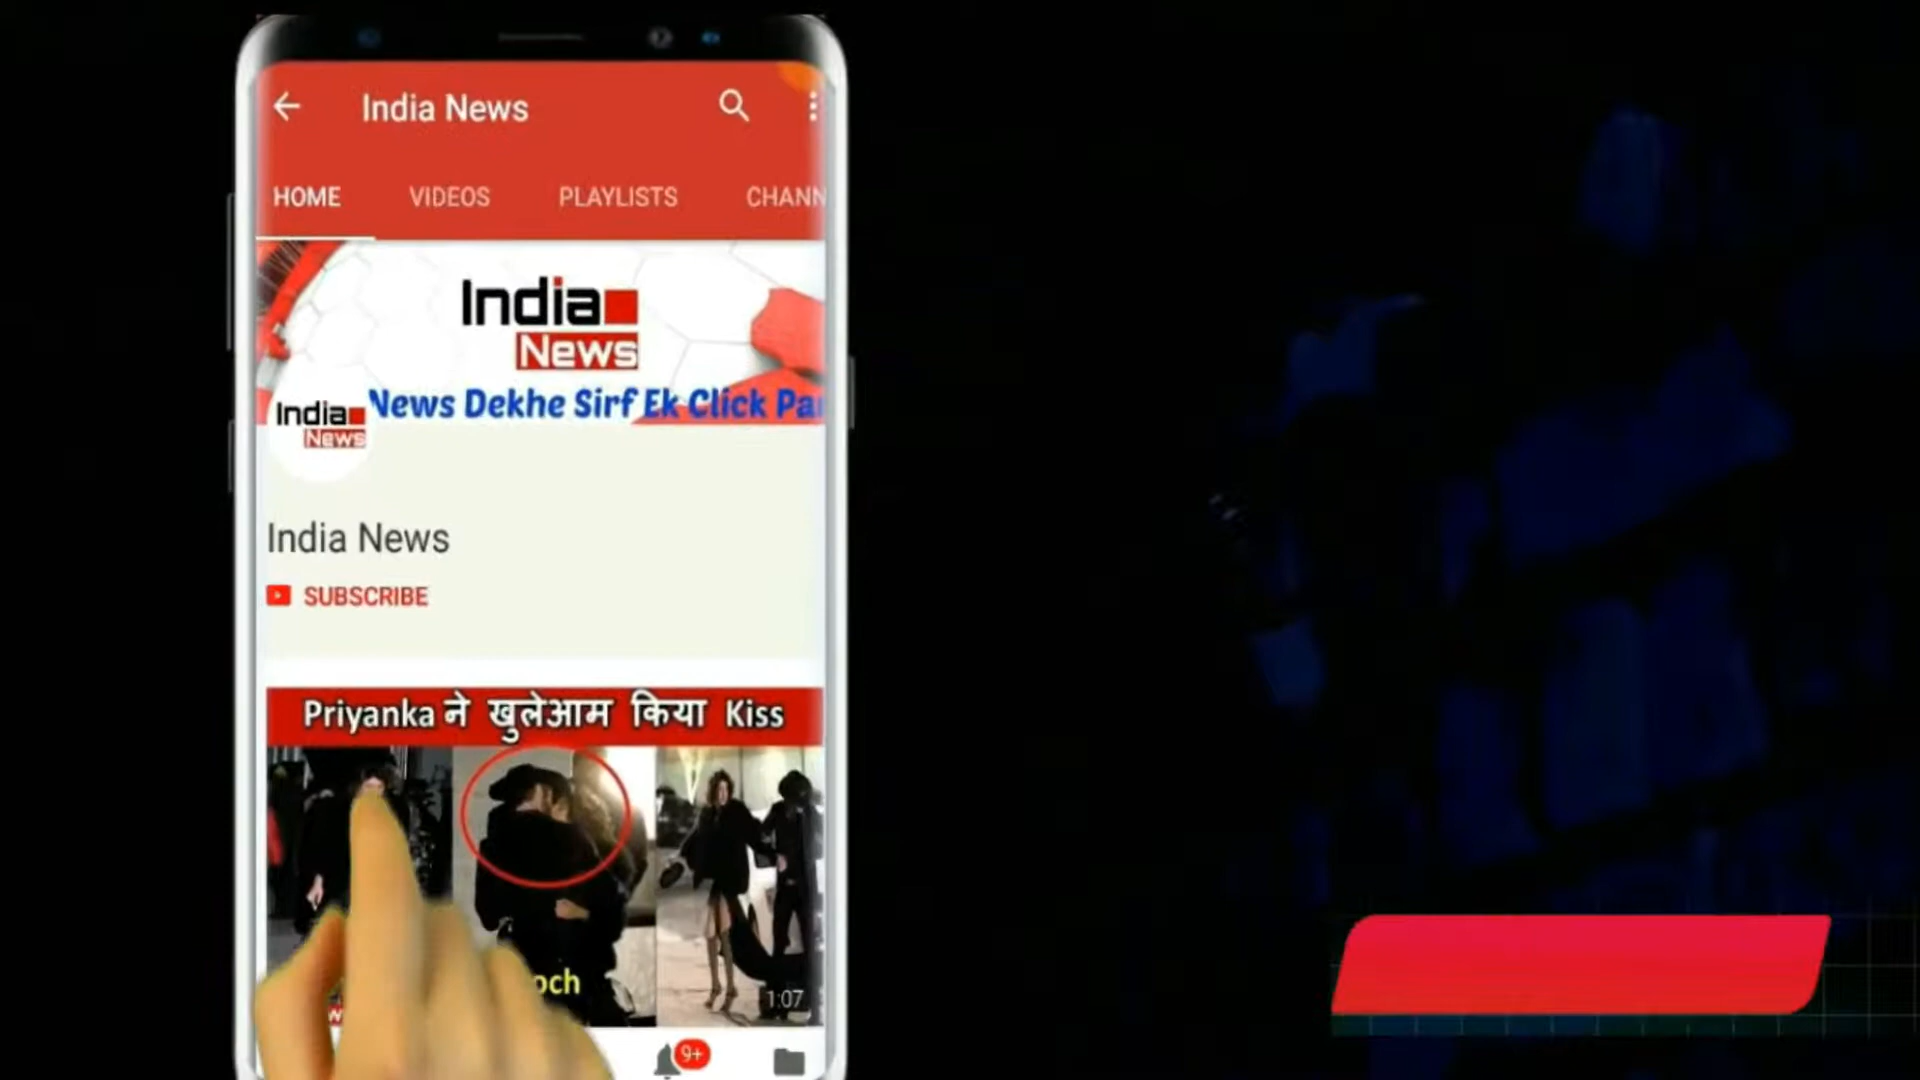 India News
HOME VIDEOS PLAYLISTS CHANN
India
News
News Dekhe Sirf Ek Click Par
India
News
India News
SUBSCRIBE
Priyanka ने खुलेआम किया Kiss
och
1:07
9+